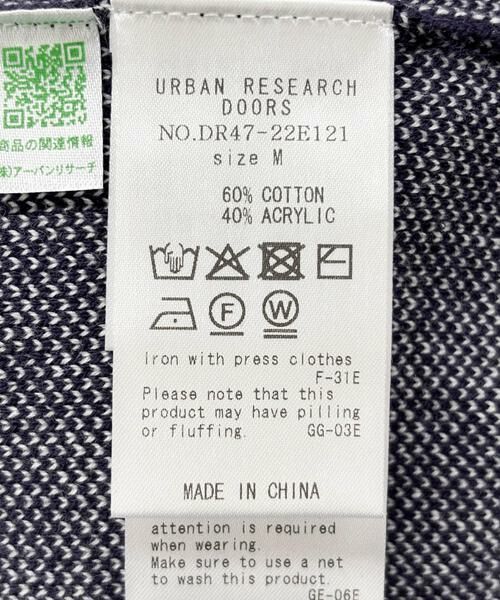 商品の関連情報
株)アーバンリサーチ
URBAN RESEARCH
DOORS
NO.DR47-22E121
size M
60% COTTON
40% ACRYLIC
F
W
iron with press clothes
F-31E
Please note that this
product may have pilling
or fluffing. GG-03E
MADE IN CHINA
attention is required
when wearing.
Make sure to use a net
to wash this product.
GE-06E